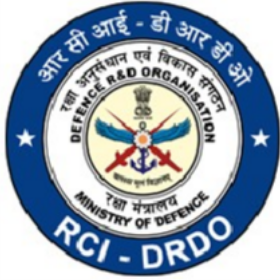 आर सी आई - डी आर डी ओ
रक्षा अनुसंधान एवं विकास संगठन
DEFENCE R&D ORGANISATION
रक्षा मंत्रालय
MINISTRY OF DEFENCE
RCI - DRDO